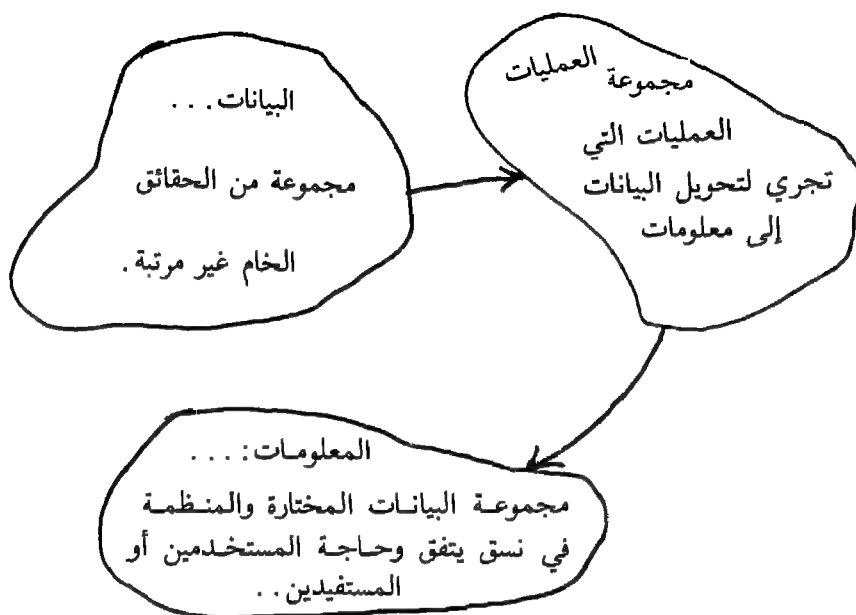 البيانات...
مجموعة من الحقائق
الخام غير مرتبة.
مجموعة العمليات
العمليات التي
تجري لتحويل البيانات
إلى معلومات
المعلومات:...
مجموعة البيانات المختارة والمنظمة
في نسق يتفق وحاجة المستخدمين أو
المستفيدين..